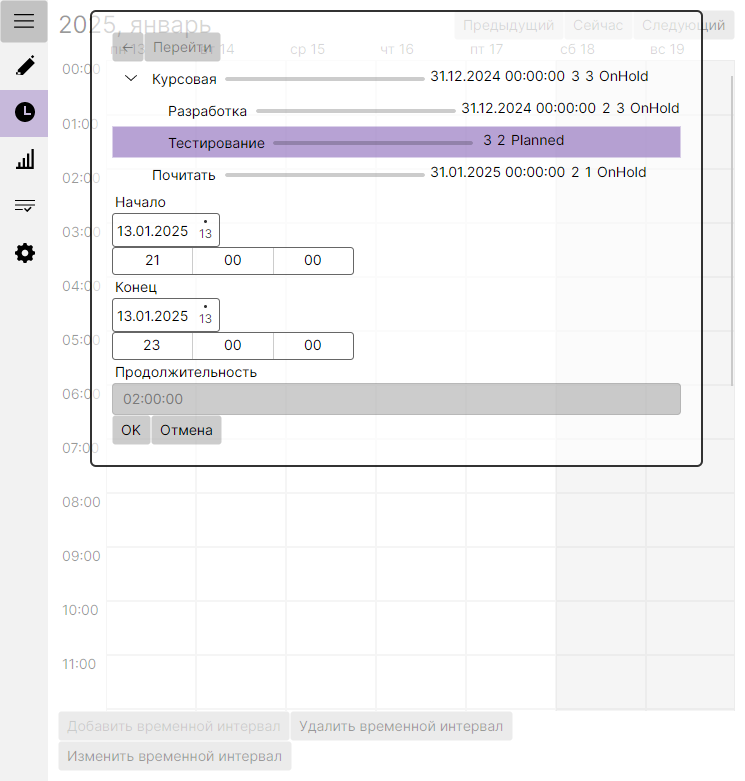 2025, январь
Предыдущий Сейчас Следующий
← Перейти
пн 13 вт 14 ср 15 чт 16 пт 17 сб 18 вс 19
00:00
Курсовая 31.12.2024 00:00:00 3 3 OnHold
Разработка 31.12.2024 00:00:00 2 3 OnHold
01:00
Тестирование 3 2 Planned
02:00
Почитать 31.01.2025 00:00:00 2 1 OnHold
Начало
03:00
13.01.2025 13
21 00 00
04:00
Конец
13.01.2025 13
05:00
23 00 00
Продолжительность
06:00
02:00:00
OK Отмена
07:00
08:00
09:00
10:00
11:00
Добавить временной интервал Удалить временной интервал
Изменить временной интервал